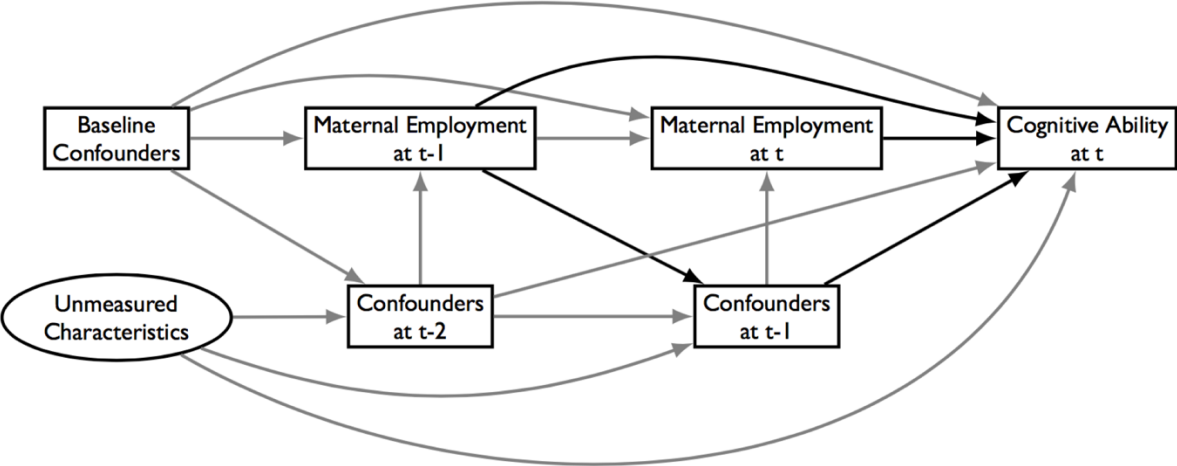 Baseline
Confounders
Maternal Employment
at t-1
Maternal Employment
at t
Cognitive Ability
at t
Unmeasured
Characteristics
Confounders
at t-2
Confounders
at t-1